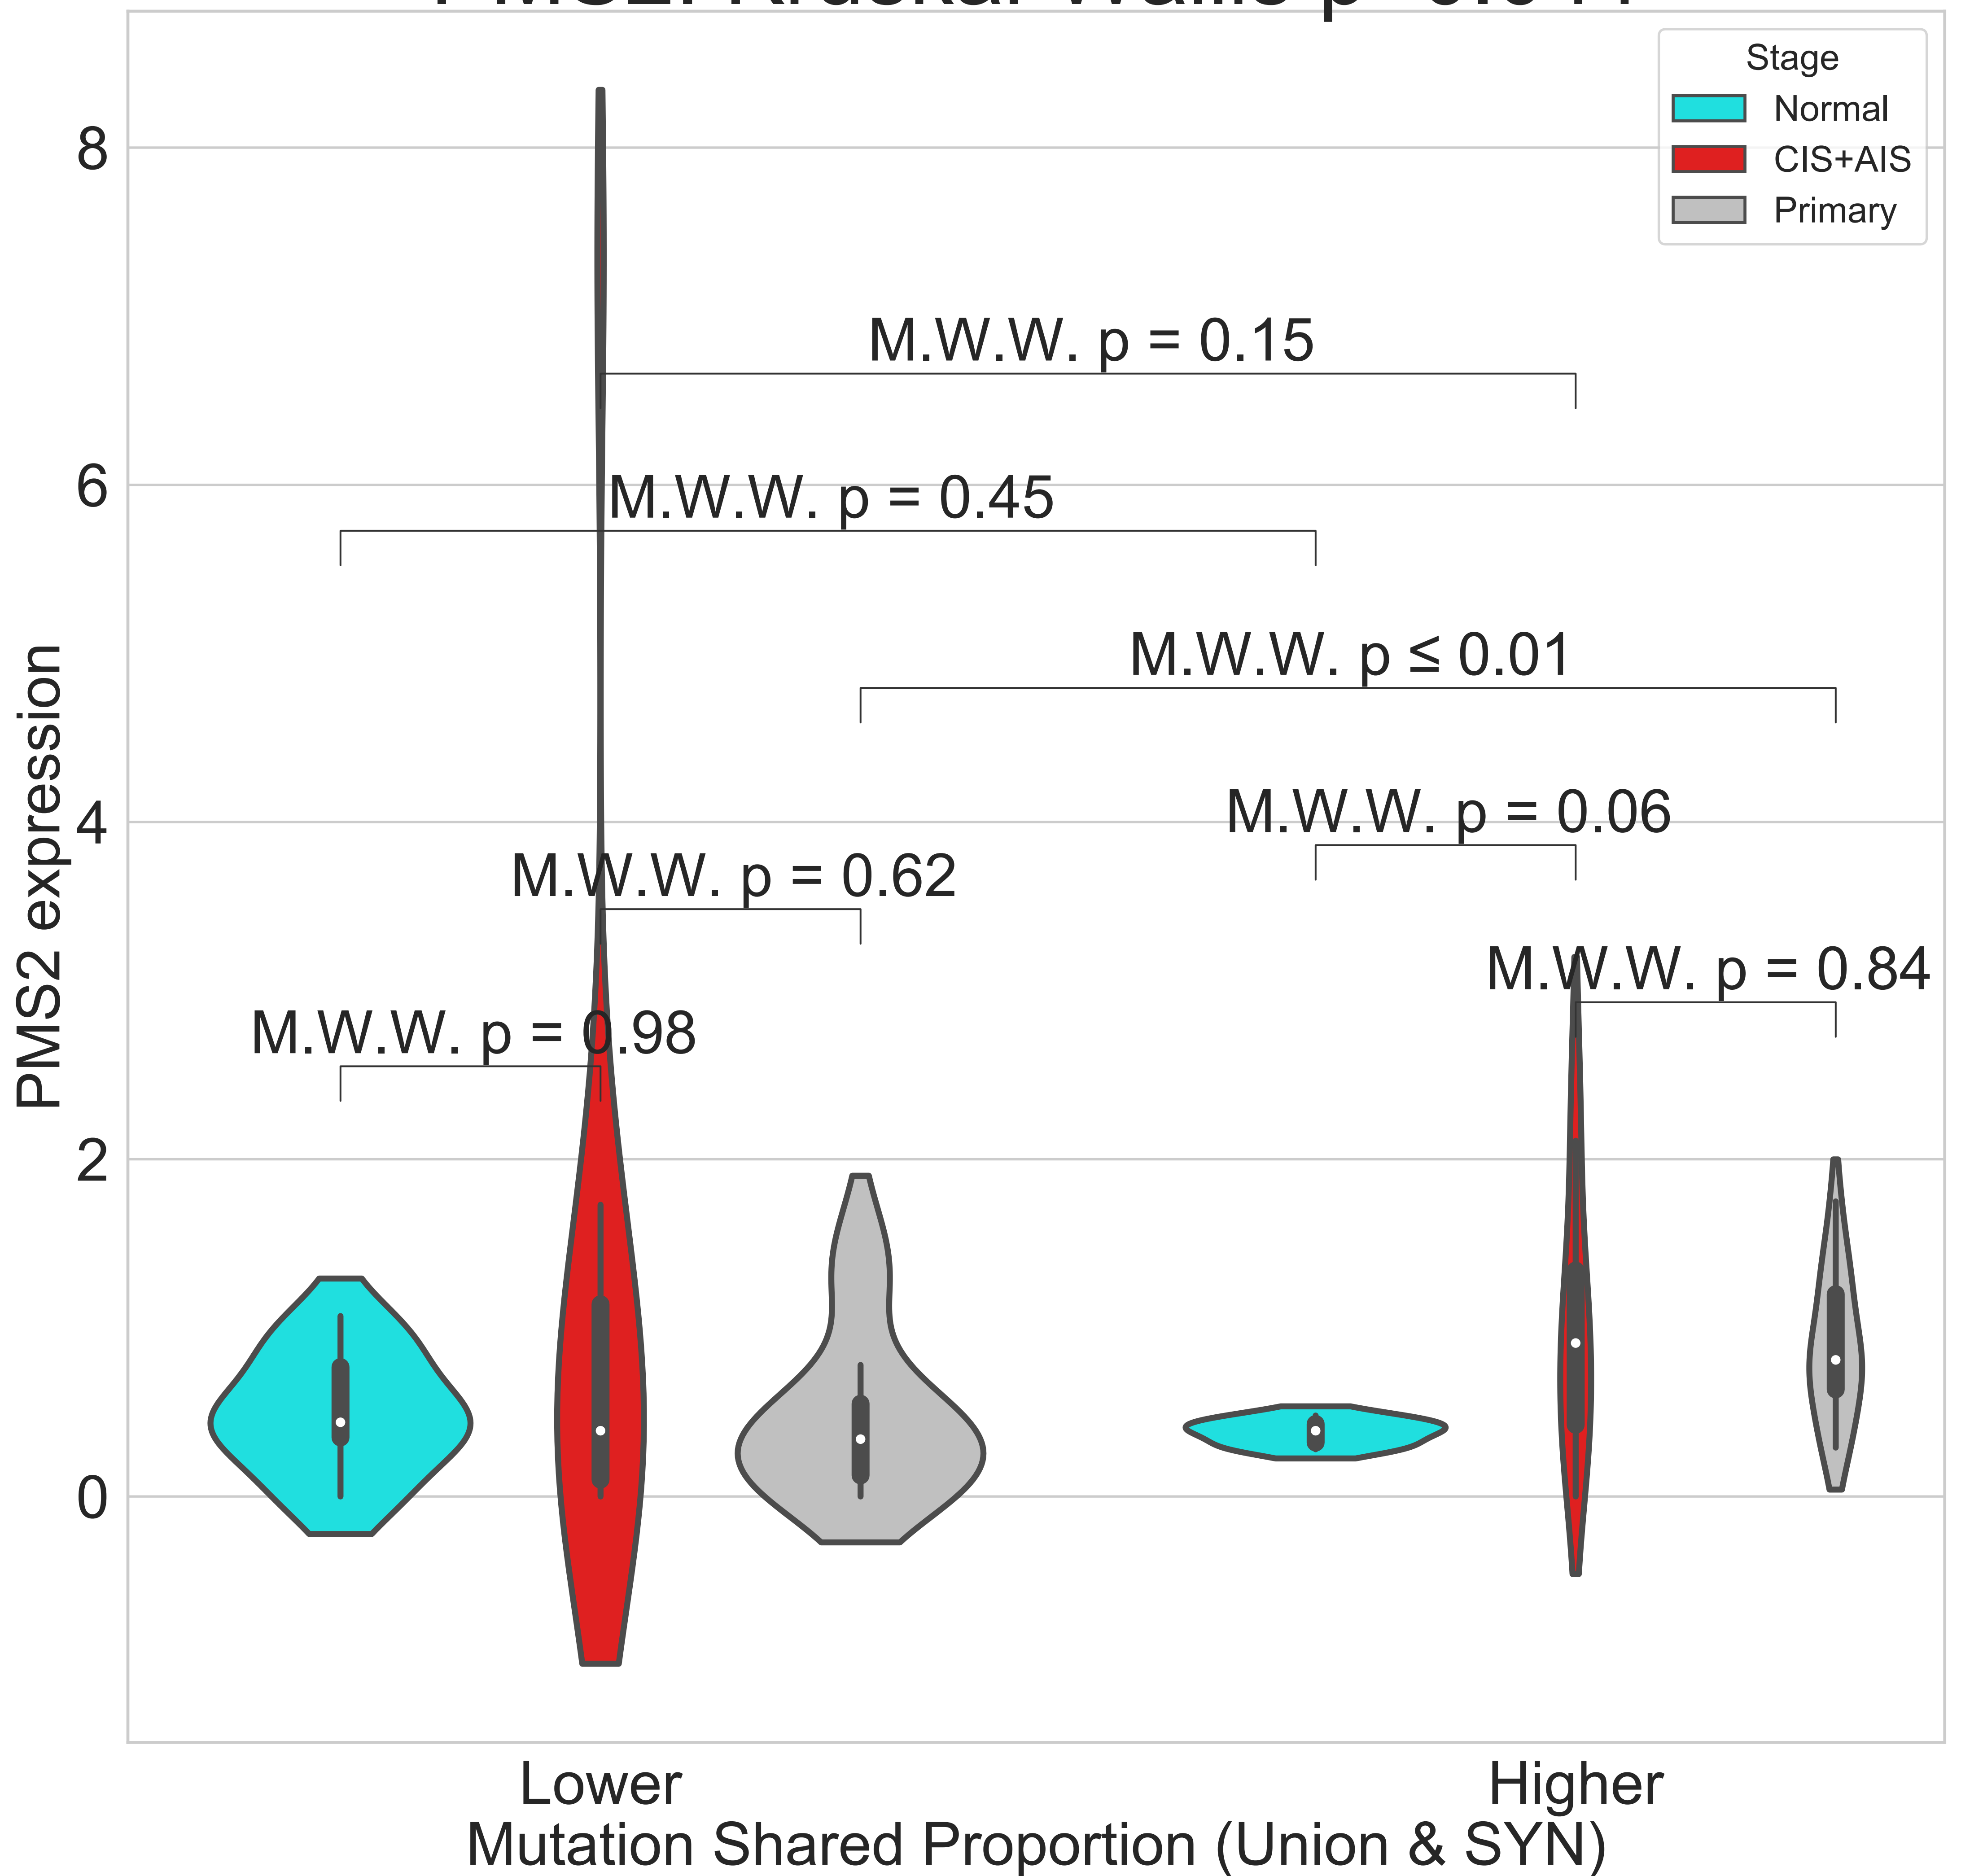 Stage
Normal
CIS+AIS
Primary
8
M.W.W. p = 0.15
6
M.W.W. p = 0.45
M.W.W. p ≤ 0.01
4
M.W.W. p = 0.06
M.W.W. p = 0.62
M.W.W. p = 0.84
M.W.W. p = 0.98
2
0
PMS2 expression
Lower
Higher
Mutation Shared Proportion (Union & SYN)